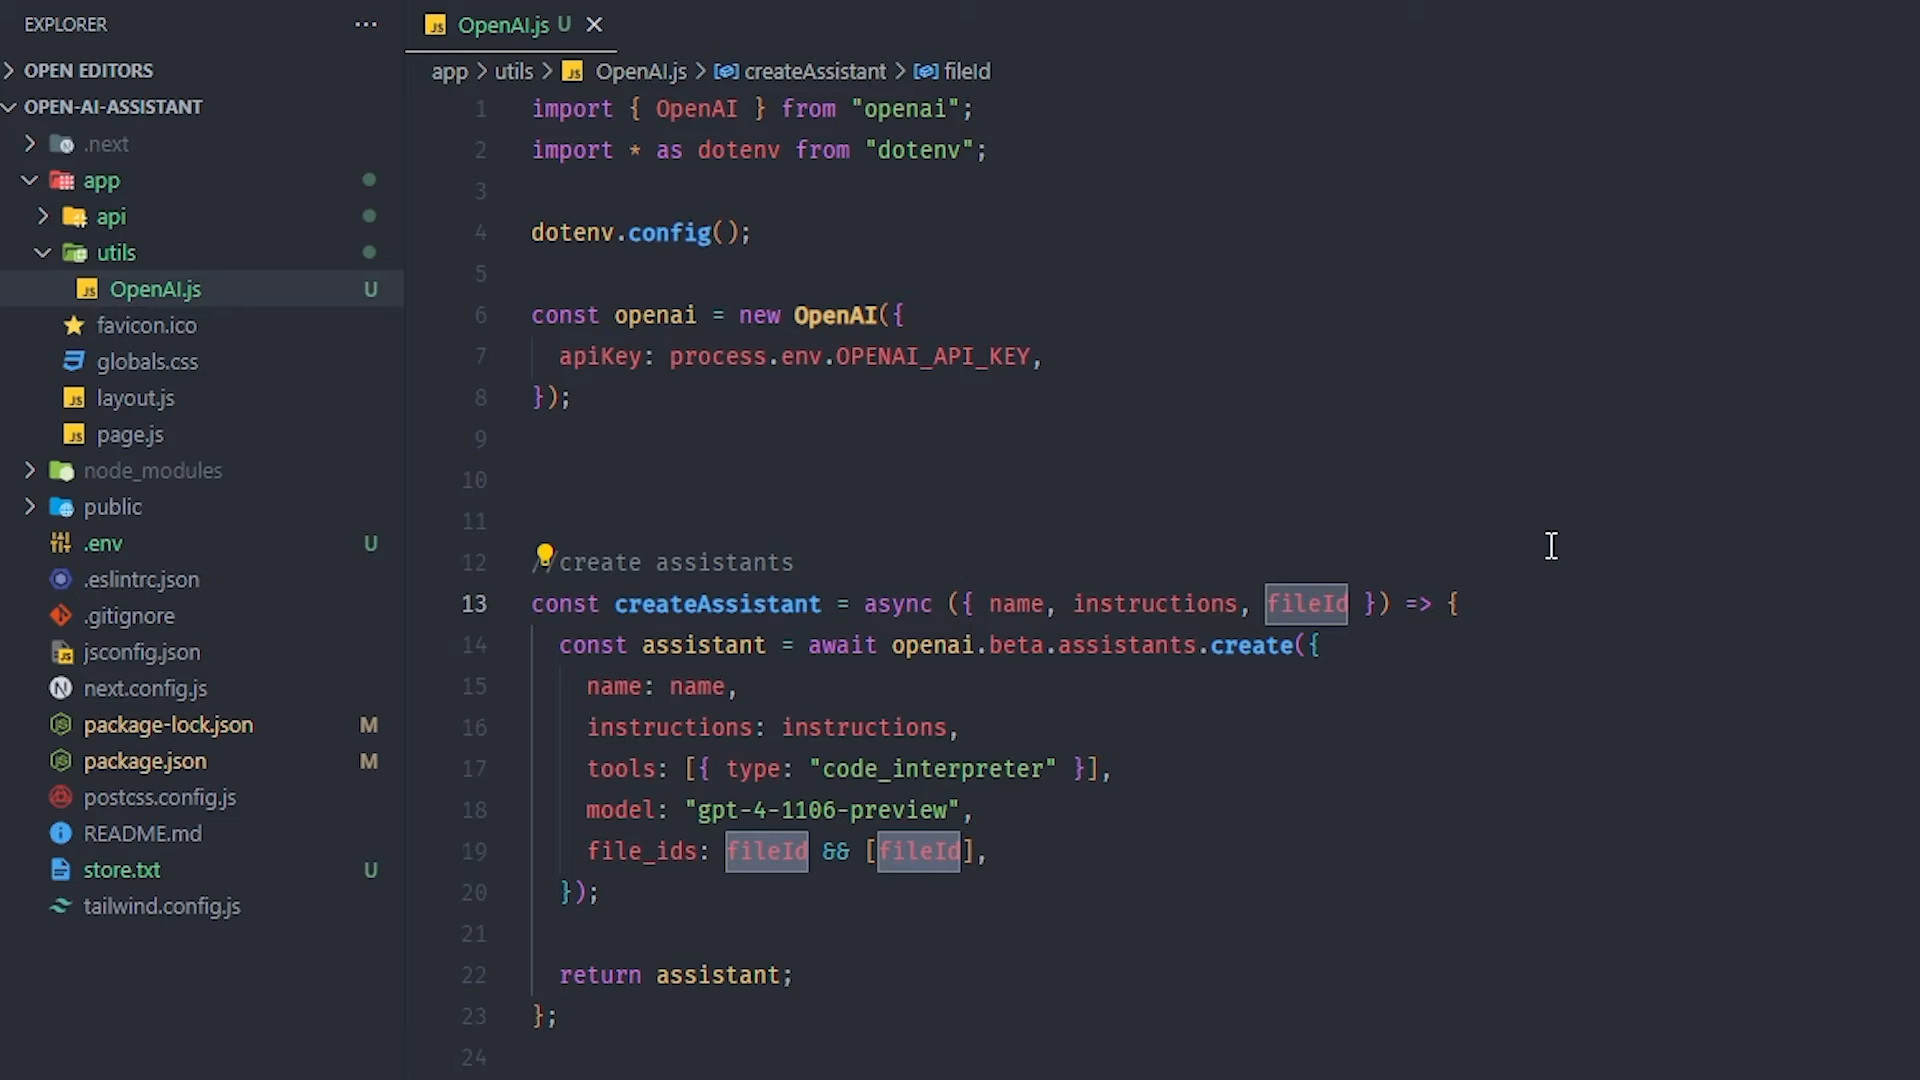 EXPLORER
OPEN EDITORS
OPEN-AI-ASSISTANT
.next
app
api
utils
OpenAI.js U
favicon.ico
globals.css
layout.js
page.js
node_modules
public
.env U
.eslintrc.json
.gitignore
jsconfig.json
next.config.js
package-lock.json M
package.json M
postcss.config.js
README.md
store.txt U
tailwind.config.js
JS OpenAI.js U
app > utils > JS OpenAI.js > createAssistant > fileId
1 import { OpenAI } from "openai";
2 import * as dotenv from "dotenv";
3
4 dotenv.config();
5
6 const openai = new OpenAI({
7 apiKey: process.env.OPENAI_API_KEY,
8 });
9
10
11
12 //create assistants
13 const createAssistant = async ({ name, instructions, fileId }) => {
14 const assistant = await openai.beta.assistants.create({
15 name: name,
16 instructions: instructions,
17 tools: [{ type: "code_interpreter" }],
18 model: "gpt-4-1106-preview",
19 file_ids: fileId && [fileId],
20 });
21
22 return assistant;
23 };
24